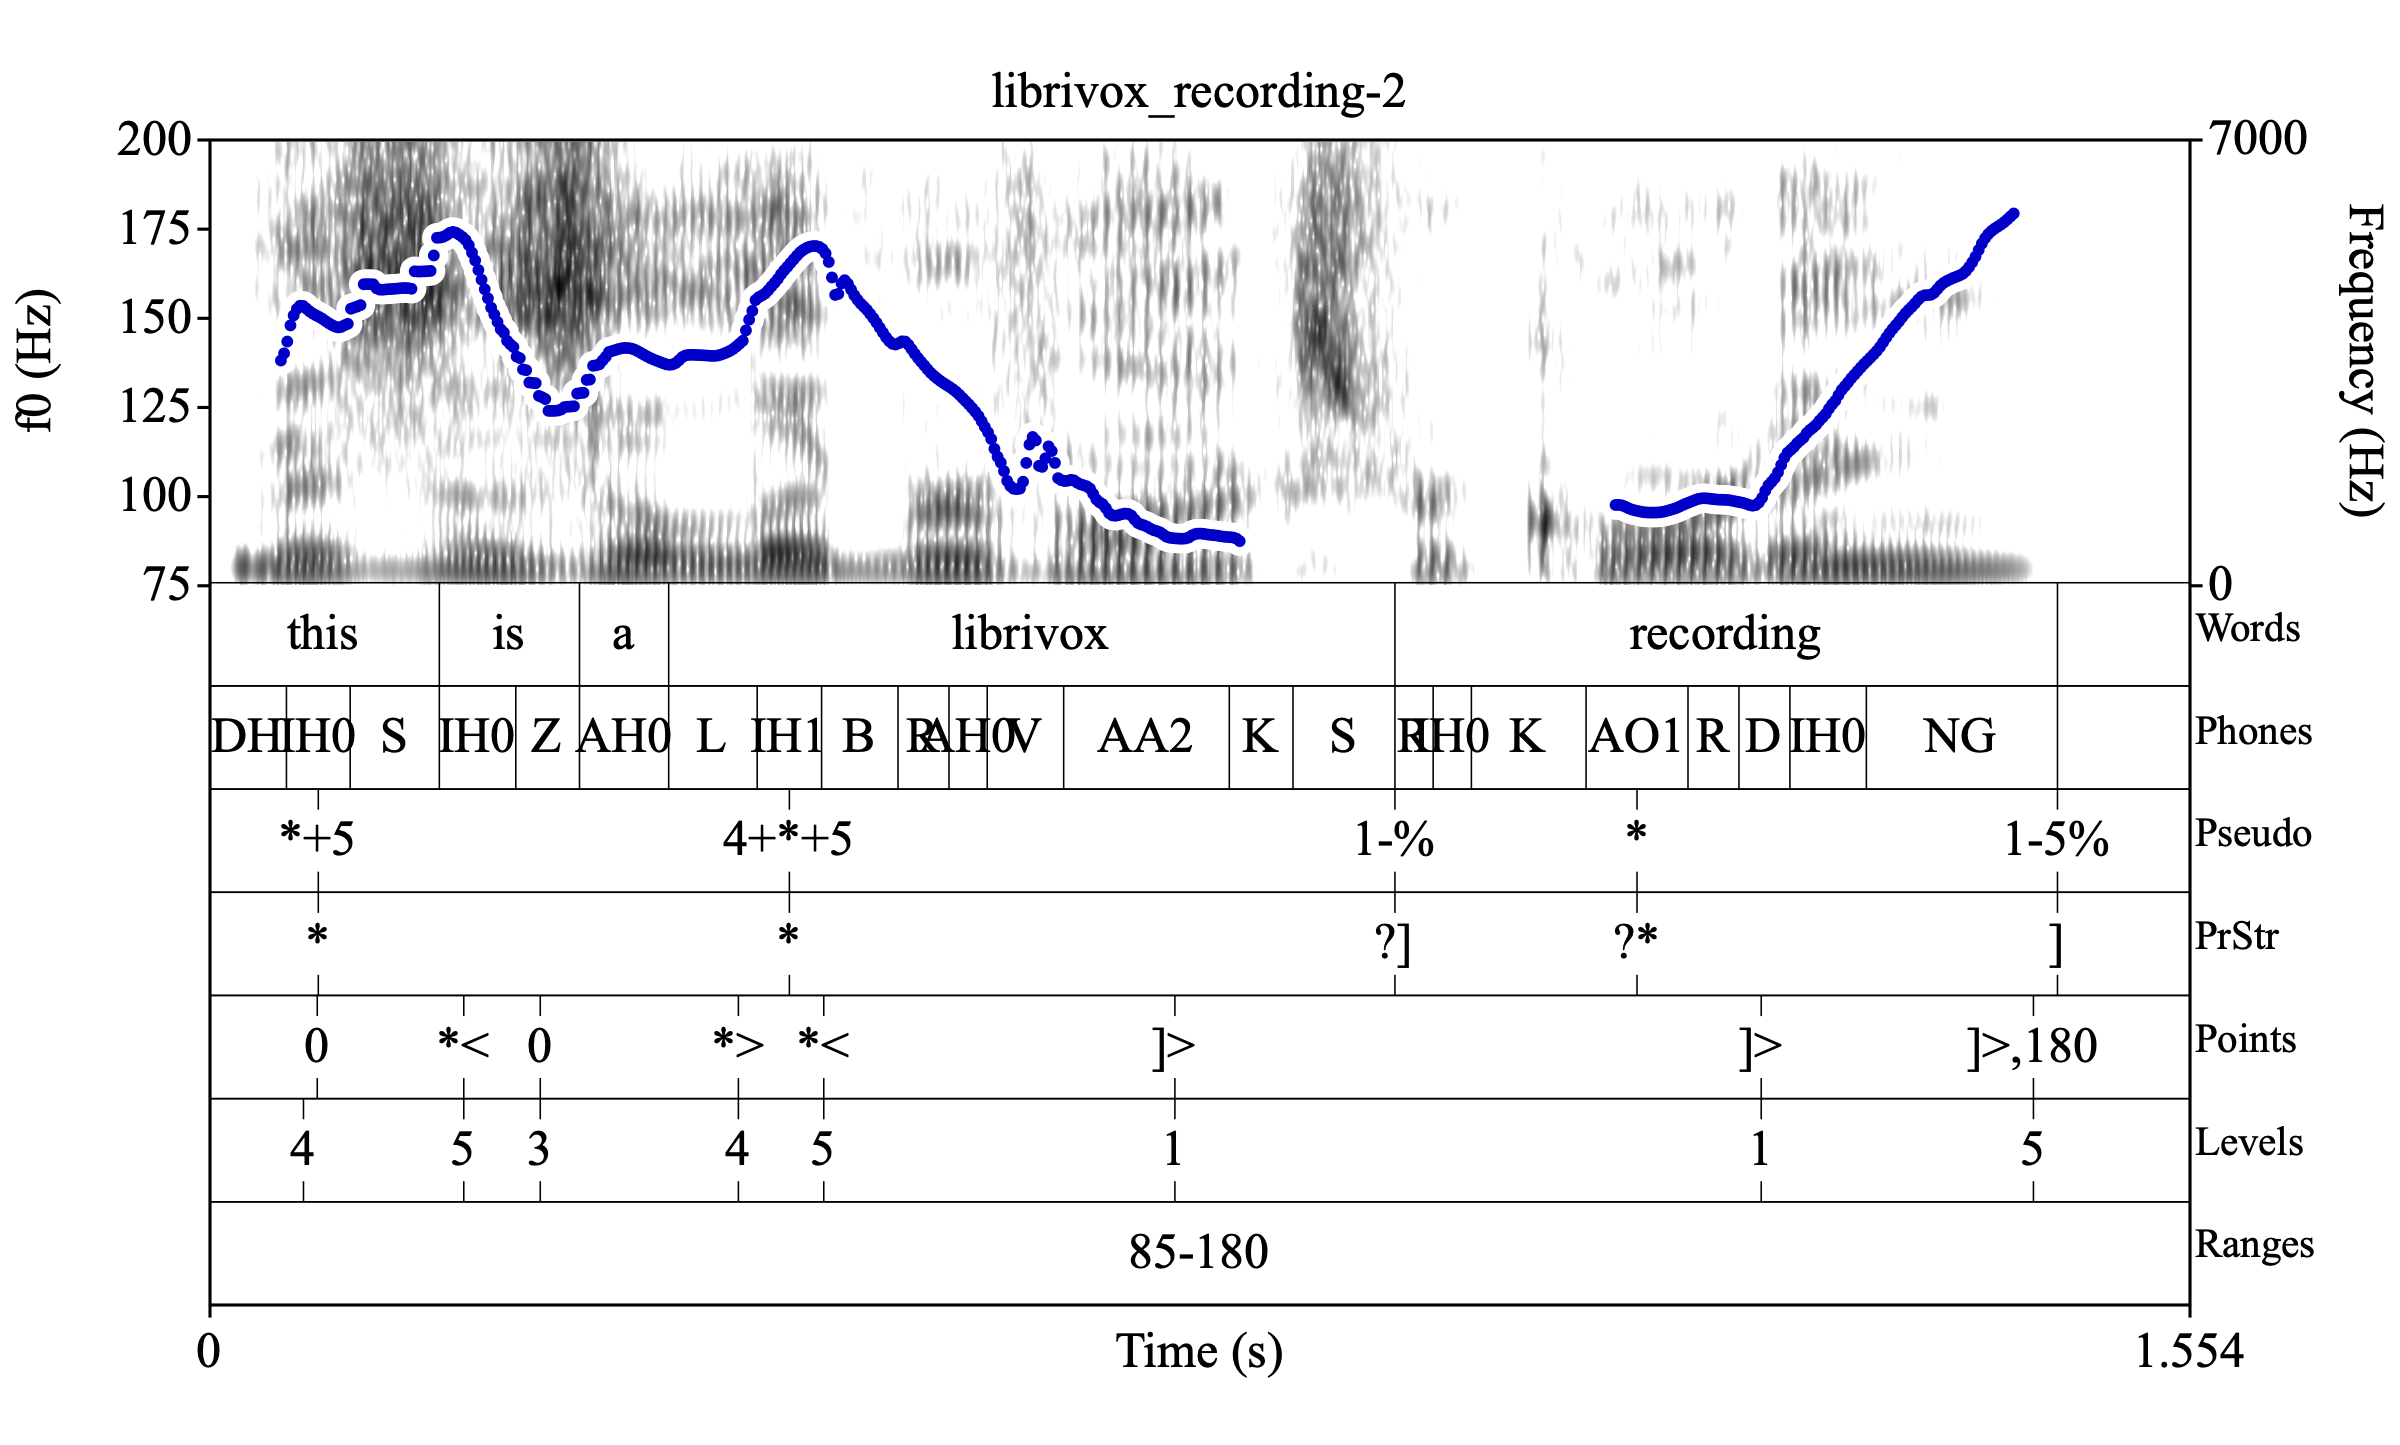 librivox_recording-2
200
175
150
125
100
75
f0 (Hz)
7000
0
Frequency (Hz)
this is a librivox recording Words
DH IH0 S IH0 Z AH0 L IH1 B R AH0 V AA2 K S R IH0 K AO1 R D IH0 NG Phones
*+5 4+*+5 1-% * 1-5% Pseudo
* * ?] ?* ] PrStr
0 *< 0 *> *< ]> ]> ]>,180 Points
4 5 3 4 5 1 1 5 Levels
85-180 Ranges
0 Time (s) 1.554